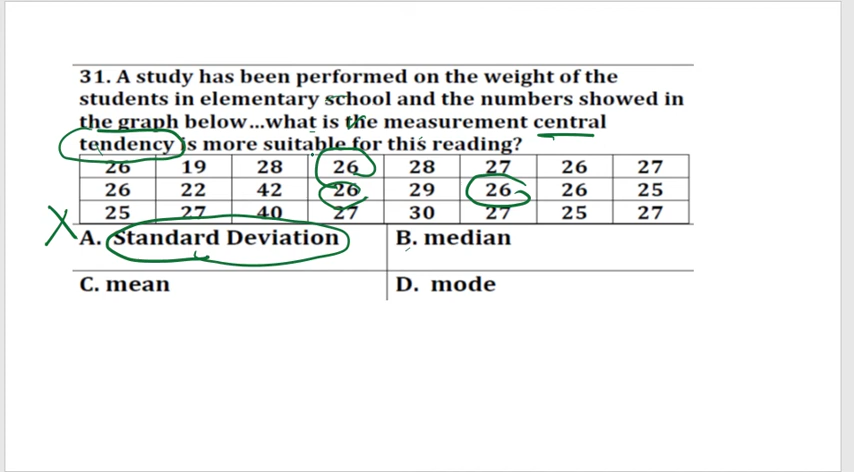 31. A study has been performed on the weight of the
students in elementary school and the numbers showed in
the graph below...what is the measurement central
tendency is more suitable for this reading?
26 19 28 26 28 27 26 27
26 22 42 26 29 26 26 25
25 27 40 27 30 27 25 27
A. Standard Deviation B. median
C. mean D. mode